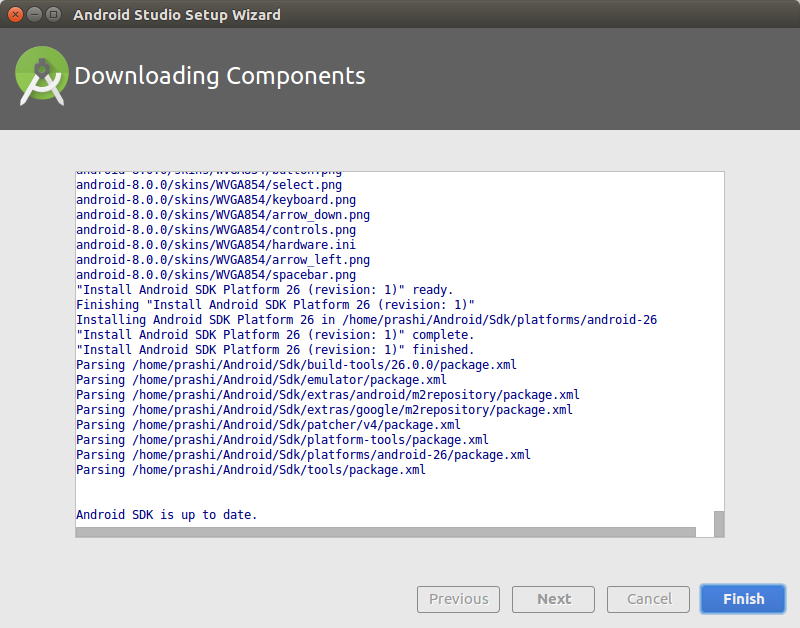 Android Studio Setup Wizard
Downloading Components
android-8.0.0/skins/WVGA854/button.png
android-8.0.0/skins/WVGA854/select.png
android-8.0.0/skins/WVGA854/keyboard.png
android-8.0.0/skins/WVGA854/arrow_down.png
android-8.0.0/skins/WVGA854/controls.png
android-8.0.0/skins/WVGA854/hardware.ini
android-8.0.0/skins/WVGA854/arrow_left.png
android-8.0.0/skins/WVGA854/spacebar.png
"Install Android SDK Platform 26 (revision: 1)" ready.
Finishing "Install Android SDK Platform 26 (revision: 1)"
Installing Android SDK Platform 26 in /home/prashi/Android/Sdk/platforms/android-26
"Install Android SDK Platform 26 (revision: 1)" complete.
"Install Android SDK Platform 26 (revision: 1)" finished.
Parsing /home/prashi/Android/Sdk/build-tools/26.0.0/package.xml
Parsing /home/prashi/Android/Sdk/emulator/package.xml
Parsing /home/prashi/Android/Sdk/extras/android/m2repository/package.xml
Parsing /home/prashi/Android/Sdk/extras/google/m2repository/package.xml
Parsing /home/prashi/Android/Sdk/patcher/v4/package.xml
Parsing /home/prashi/Android/Sdk/platform-tools/package.xml
Parsing /home/prashi/Android/Sdk/platforms/android-26/package.xml
Parsing /home/prashi/Android/Sdk/tools/package.xml
Android SDK is up to date.
Previous Next Cancel Finish